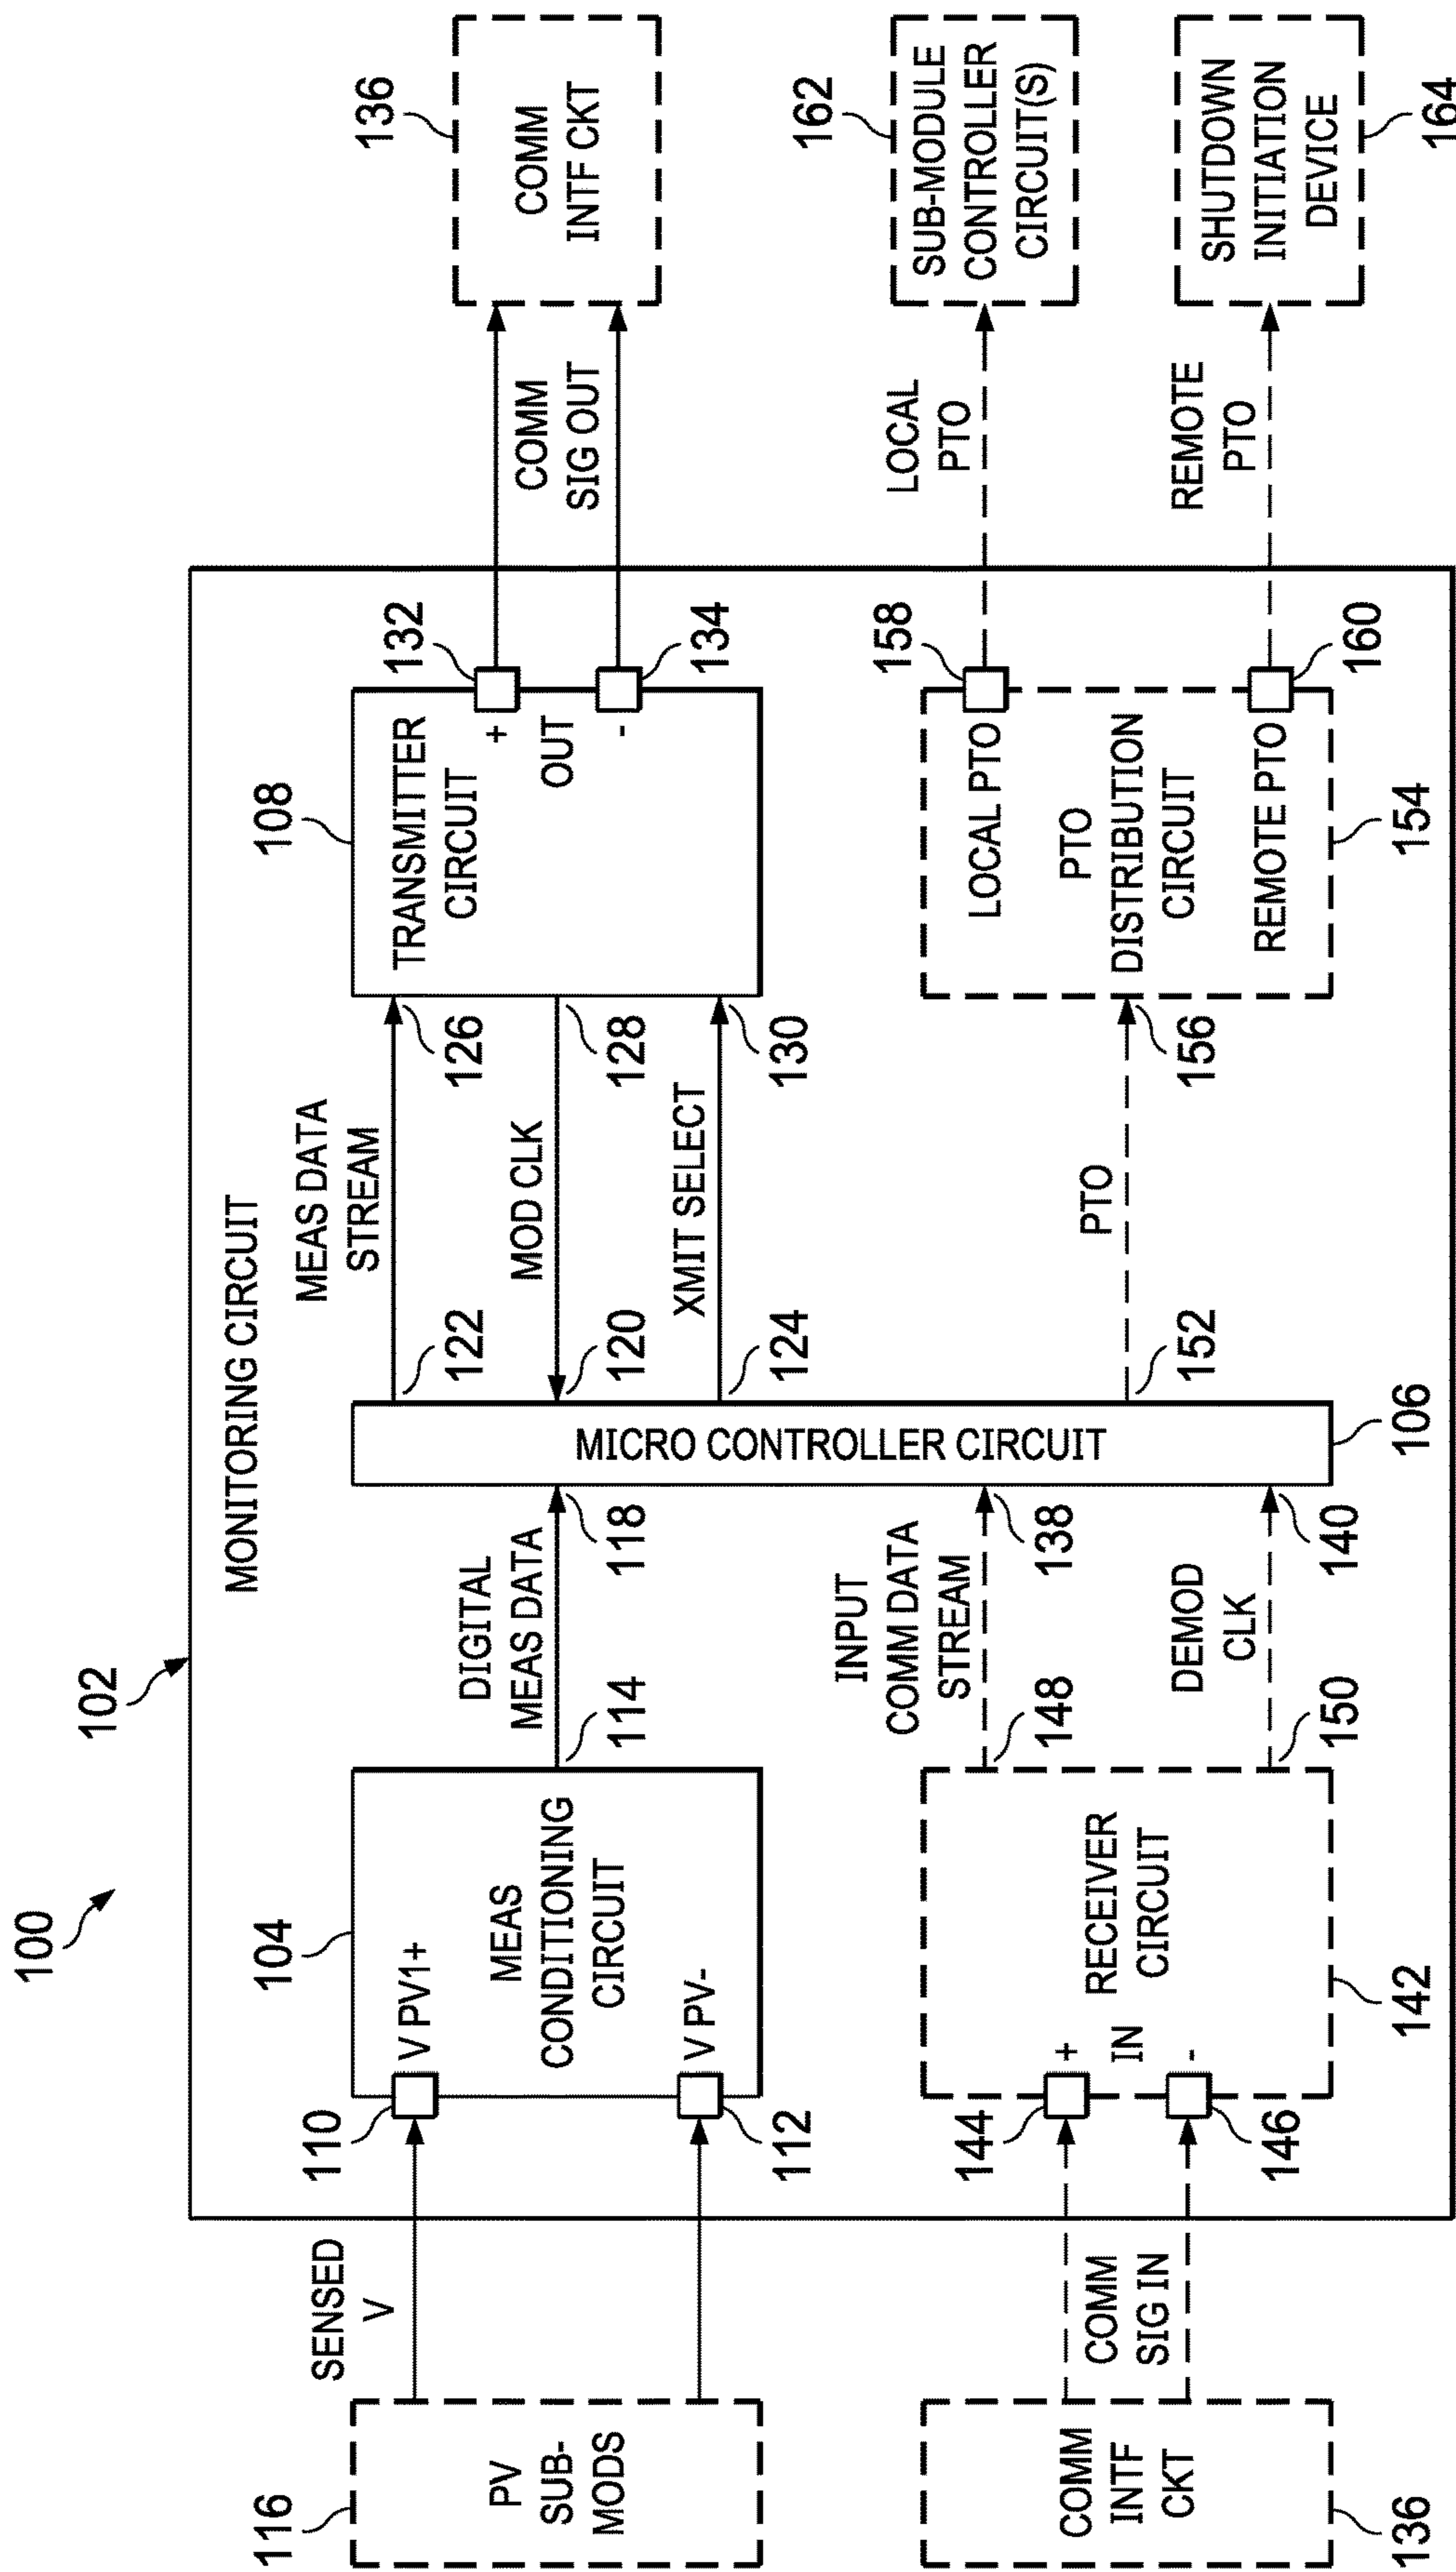 100
102
MONITORING CIRCUIT
116
PV
SUB-
MODS
SENSED
V
110
112
104
V PV1+
MEAS
CONDITIONING
CIRCUIT
V PV-
114
DIGITAL
MEAS DATA
118
MICRO CONTROLLER CIRCUIT
106
122
MEAS DATA
STREAM
126
120
MOD CLK
128
124
XMIT SELECT
130
108
TRANSMITTER
CIRCUIT
+
OUT
-
132
134
COMM
SIG OUT
136
COMM
INTF CKT
136
COMM
INTF
CKT
COMM
SIG IN
144
146
+
IN
-
RECEIVER
CIRCUIT
142
148
INPUT
COMM DATA
STREAM
138
150
DEMOD
CLK
140
152
PTO
156
LOCAL PTO
PTO
DISTRIBUTION
CIRCUIT
REMOTE PTO
154
158
160
LOCAL
PTO
REMOTE
PTO
162
SUB-MODULE
CONTROLLER
CIRCUIT(S)
SHUTDOWN
INITIATION
DEVICE
164